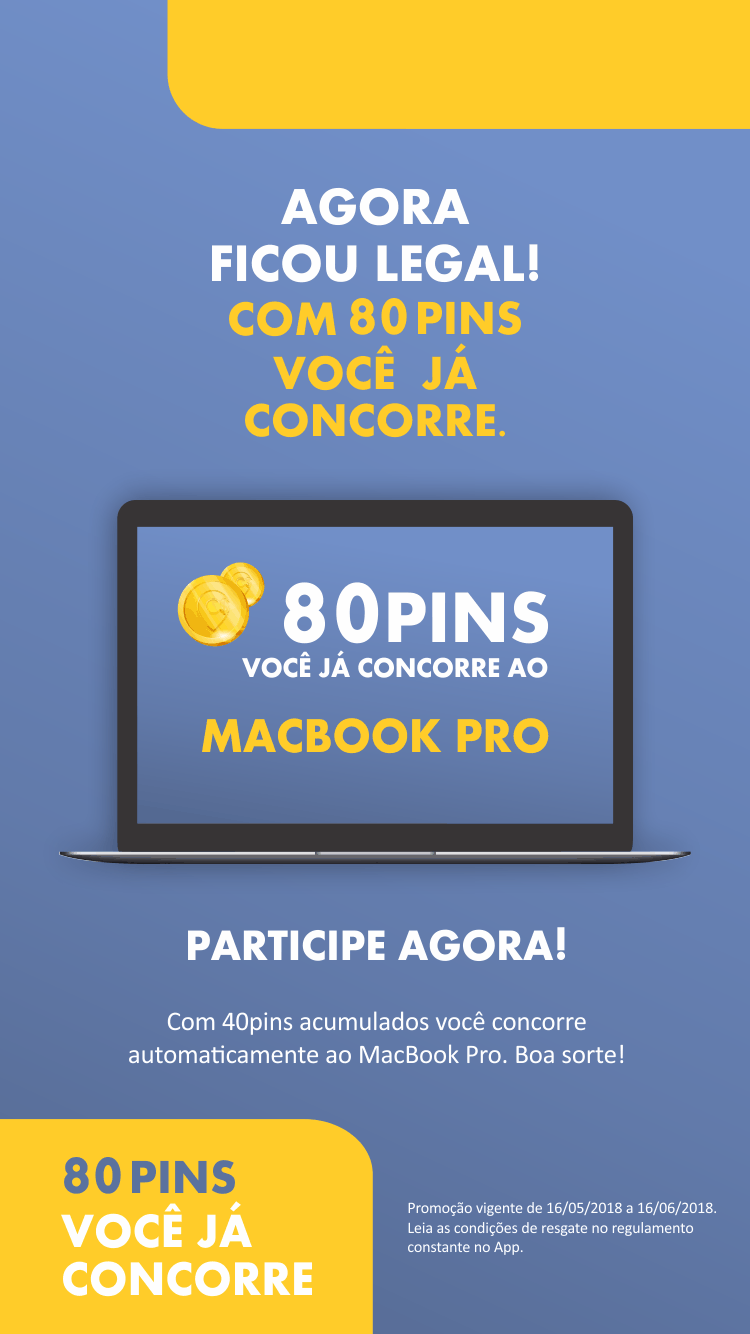 AGORA
FICOU LEGAL!
COM 80 PINS
VOCÊ JÁ
CONCORRE.
80PINS
VOCÊ JÁ CONCORRE AO
MACBOOK PRO
PARTICIPE AGORA!
Com 40pins acumulados você concorre
automaticamente ao MacBook Pro. Boa sorte!
80 PINS
VOCÊ JÁ
CONCORRE
Promoção vigente de 16/05/2018 a 16/06/2018.
Leia as condições de resgate no regulamento
constante no App.